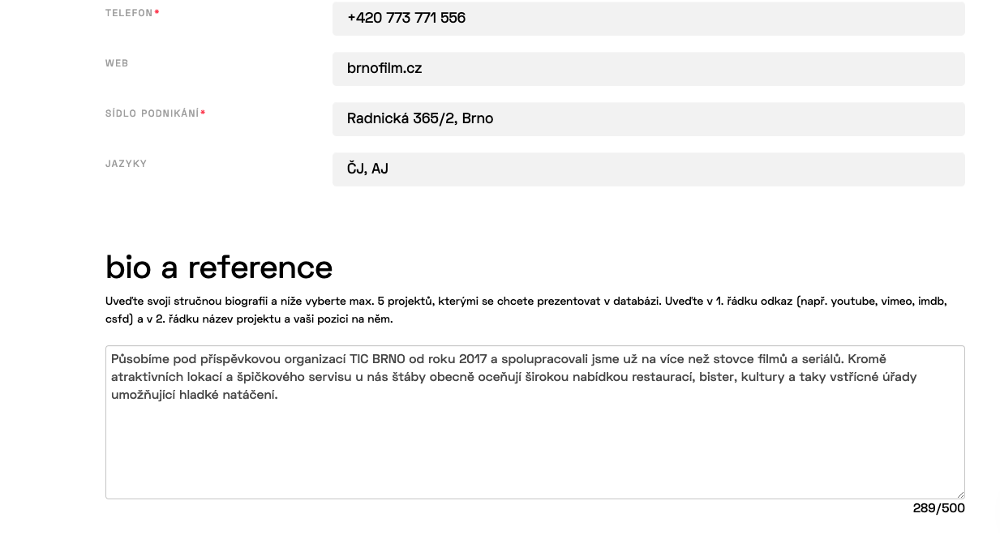 TELEFON*
+420 773 771 556
WEB
brnofilm.cz
SÍDLO PODNIKÁNÍ*
Radnická 365/2, Brno
JAZYKY
ČJ, AJ
bio a reference
Uveďte svoji stručnou biografii a níže vyberte max. 5 projektů, kterými se chcete prezentovat v databázi. Uveďte v 1. řádku odkaz (např. youtube, vimeo, imdb,
csfd) a v 2. řádku název projektu a vaši pozici na něm.
Působíme pod příspěvkovou organizací TIC BRNO od roku 2017 a spolupracovali jsme už na více než stovce filmů a seriálů. Kromě
atraktivních lokací a špičkového servisu u nás štáby obecně oceňují širokou nabídkou restaurací, bister, kultury a taky vstřícné úřady
umožňující hladké natáčení.
289/500